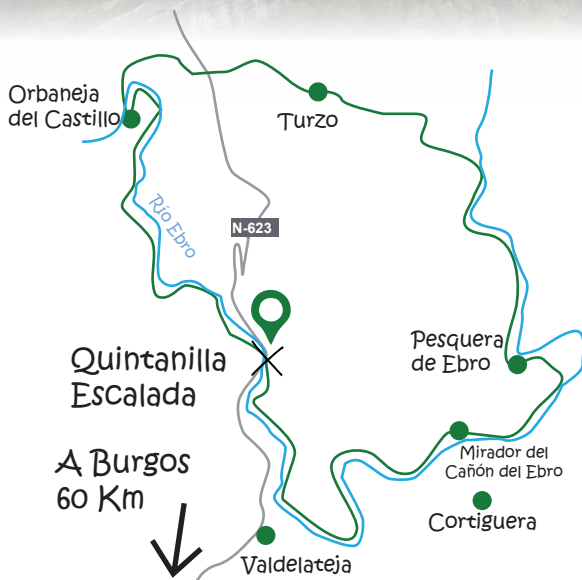 Orbaneja
del Castillo
Turzo
Río Ebro
N-623
Pesquera
de Ebro
Quintanilla
Escalada
Mirador del
Cañón del Ebro
A Burgos
60 Km
Cortiguera
Valdelateja